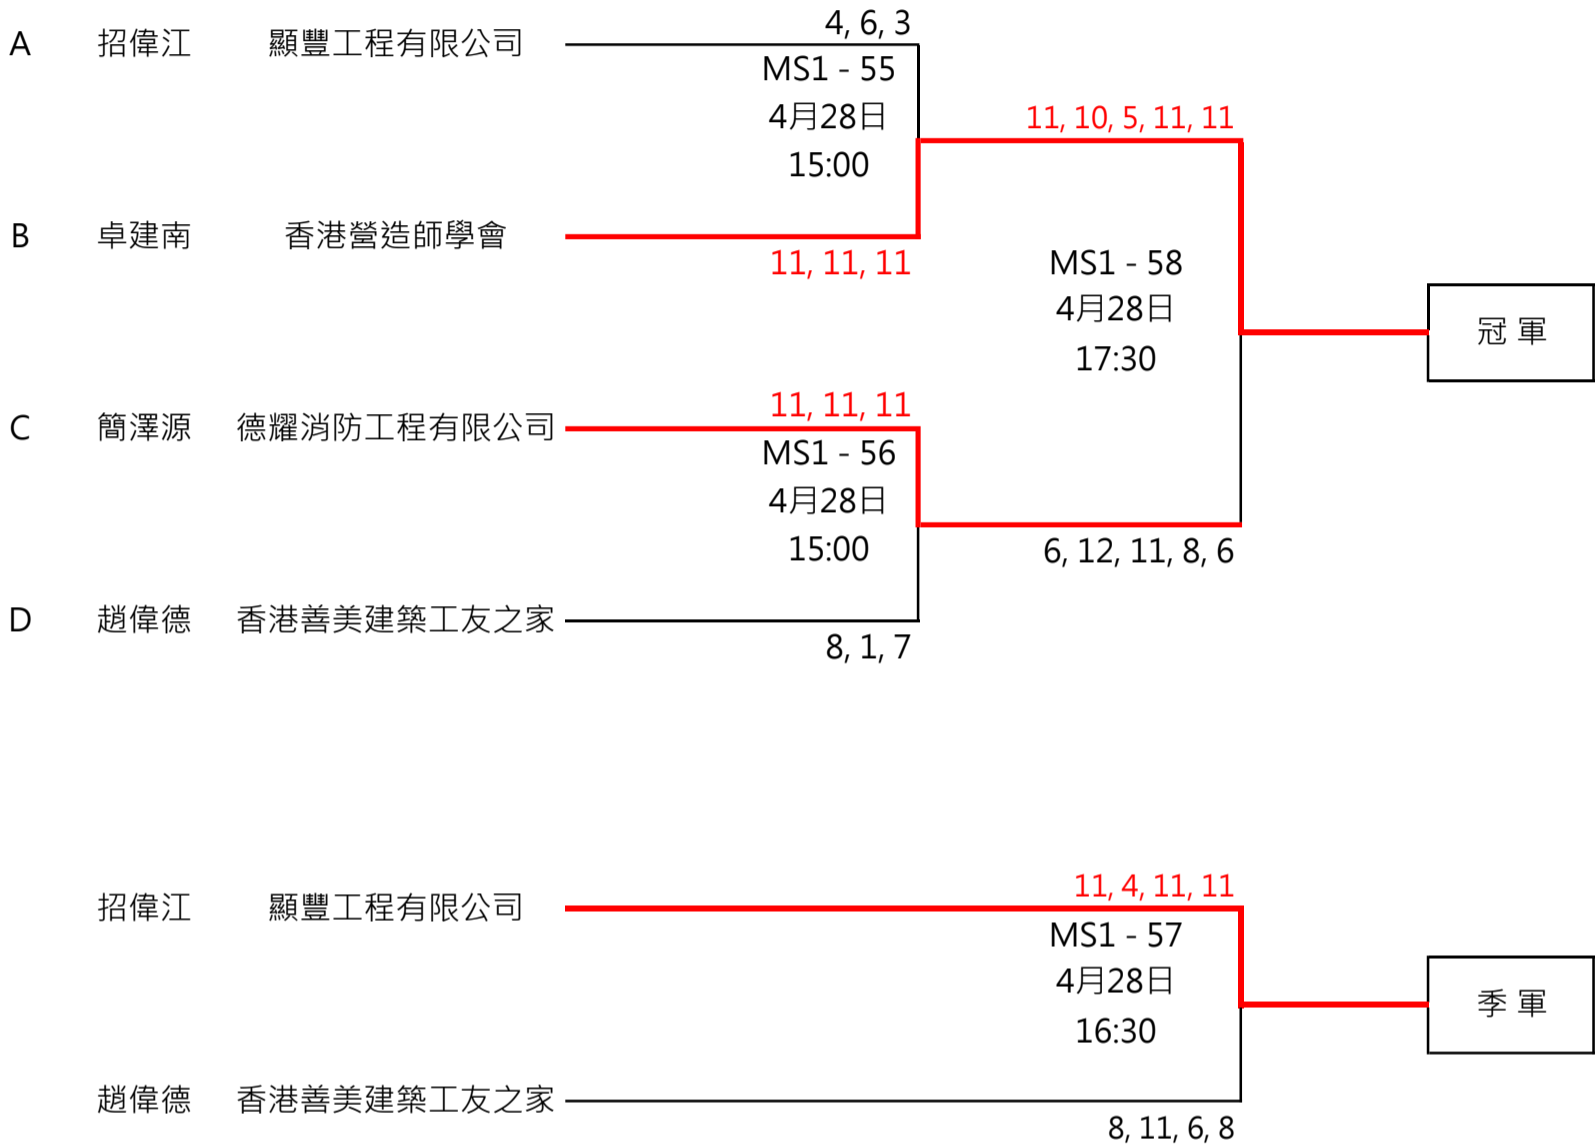 4, 6, 3
A 招偉江 顯豐工程有限公司
MS1 - 55
4月28日
15:00
11, 10, 5, 11, 11
B 卓建南 香港營造師學會
11, 11, 11
MS1 - 58
4月28日
17:30
冠 軍
11, 11, 11
C 簡澤源 德耀消防工程有限公司
MS1 - 56
4月28日
15:00
6, 12, 11, 8, 6
D 趙偉德 香港善美建築工友之家
8, 1, 7
11, 4, 11, 11
招偉江 顯豐工程有限公司
MS1 - 57
4月28日
16:30
季 軍
趙偉德 香港善美建築工友之家
8, 11, 6, 8